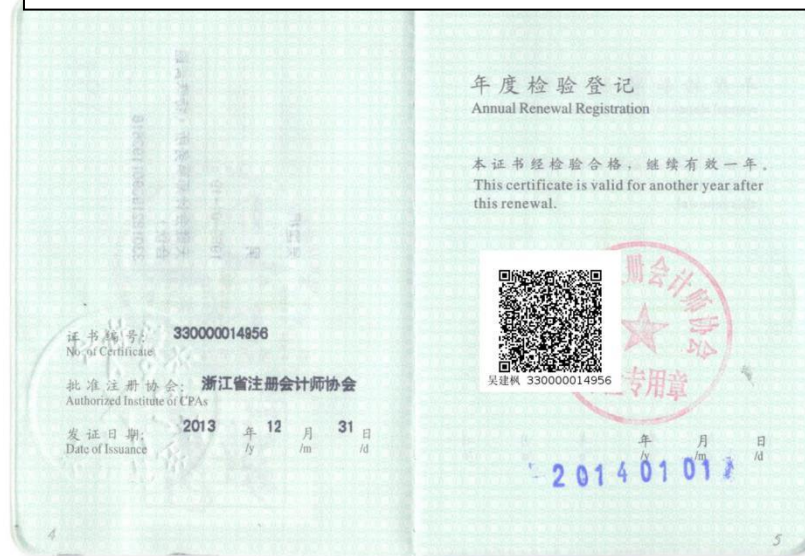 证书编号: 330000014956
No. of Certificate
批准注册协会: 浙江省注册会计师协会
Authorized Institute of CPAs
发证日期: 2013 年 12 月 31 日
Date of Issuance /y /m /d
4
年度检验登记
Annual Renewal Registration
本证书经检验合格,继续有效一年。
This certificate is valid for another year after
this renewal.
册会计师协会
专用章
吴建枫 330000014956
年 月 日
/y /m /d
2014 01 01
5